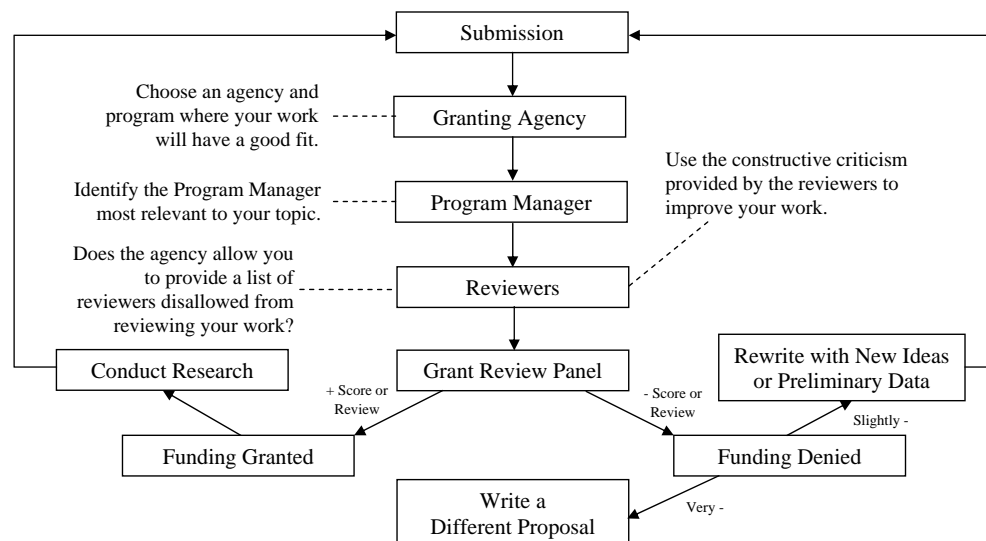 Submission
Choose an agency and
program where your work
will have a good fit.
Granting Agency
Use the constructive criticism
provided by the reviewers to
improve your work.
Identify the Program Manager
most relevant to your topic.
Program Manager
Does the agency allow you
to provide a list of
reviewers disallowed from
reviewing your work?
Reviewers
Conduct Research
Grant Review Panel
Rewrite with New Ideas
or Preliminary Data
+ Score or
Review
- Score or
Review
Slightly -
Funding Granted
Funding Denied
Write a
Different Proposal
Very -